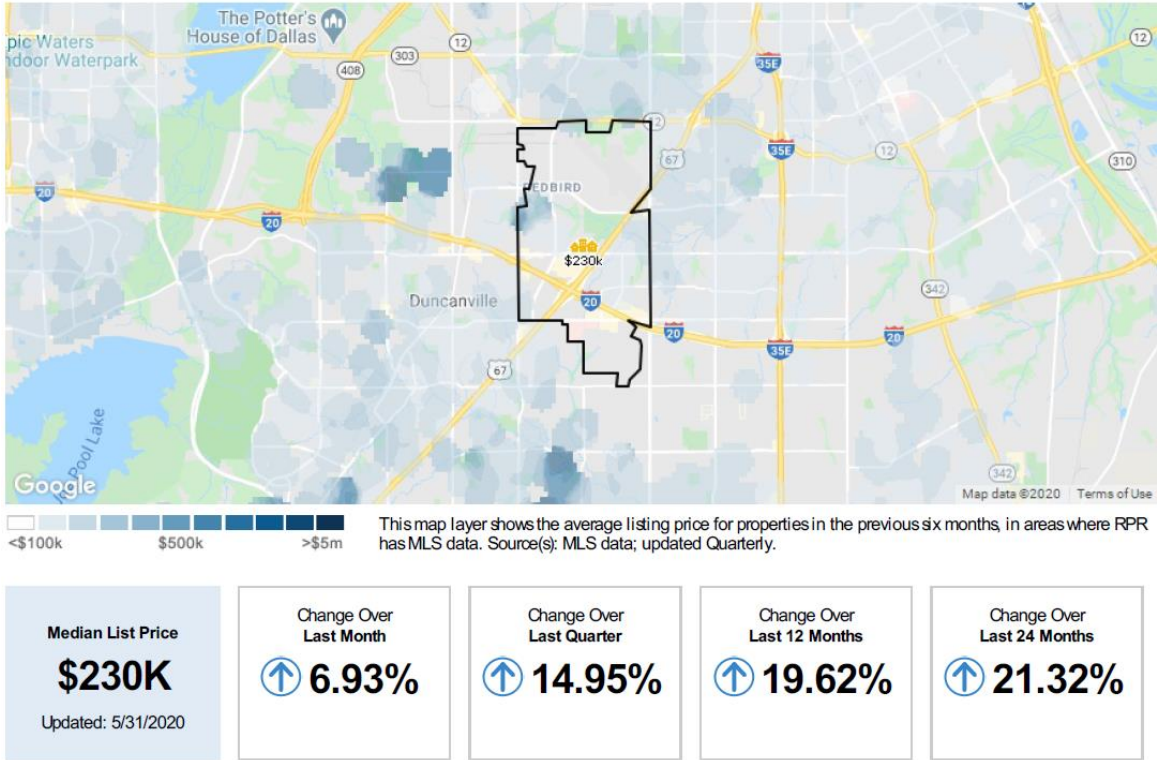 The Potter's
House of Dallas
pic Waters
ndoor Waterpark
12
303
408
12
35E
12
67
35E
12
310
20
20
EDBIRD
$230k
Duncanville
20
20
342
35E
20
67
Pool Lake
342
Google
Map data ©2020
Terms of Use
<$100k
$500k
>$5m
This map layer shows the average listing price for properties in the previous six months, in areas where RPR
has MLS data. Source(s): MLS data; updated Quarterly.
Median List Price
$230K
Updated: 5/31/2020
Change Over
Last Month
6.93%
Change Over
Last Quarter
14.95%
Change Over
Last 12 Months
19.62%
Change Over
Last 24 Months
21.32%